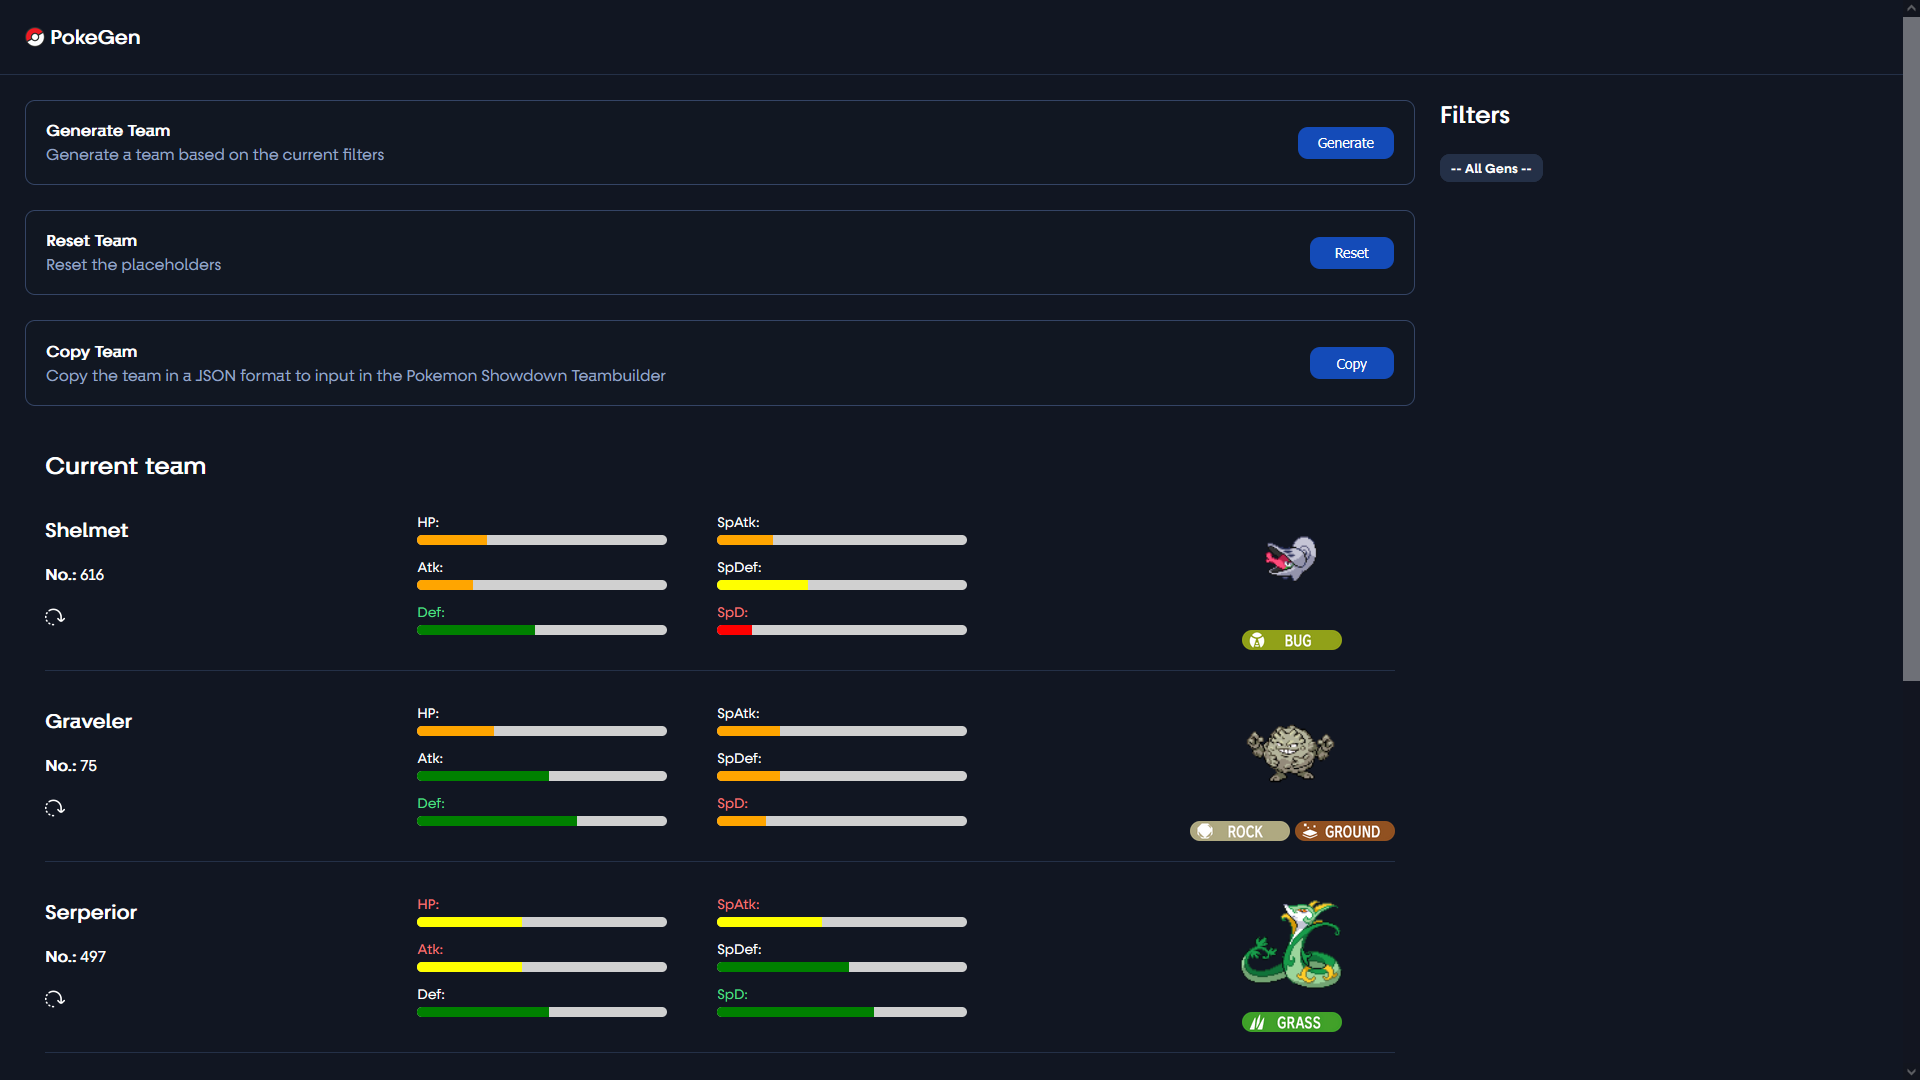 PokeGen
Generate Team
Generate a team based on the current filters
Generate
Filters
-- All Gens --
Reset Team
Reset the placeholders
Reset
Copy Team
Copy the team in a JSON format to input in the Pokemon Showdown Teambuilder
Copy
Current team
Shelmet
No.: 616
HP:
Atk:
Def:
SpAtk:
SpDef:
SpD:
BUG
Graveler
No.: 75
HP:
Atk:
Def:
SpAtk:
SpDef:
SpD:
ROCK
GROUND
Serperior
No.: 497
HP:
Atk:
Def:
SpAtk:
SpDef:
SpD:
GRASS